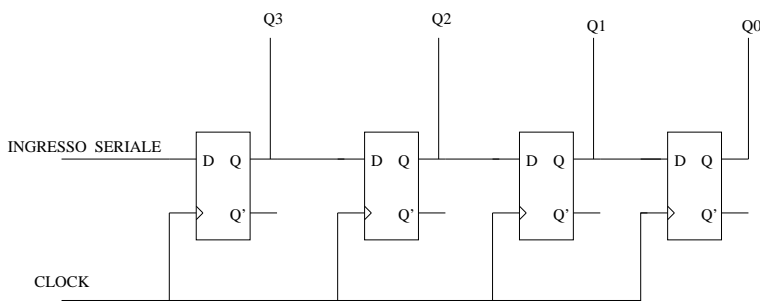 Q3 Q2 Q1 Q0
INGRESSO SERIALE
D Q D Q D Q D Q
Q' Q' Q' Q'
CLOCK